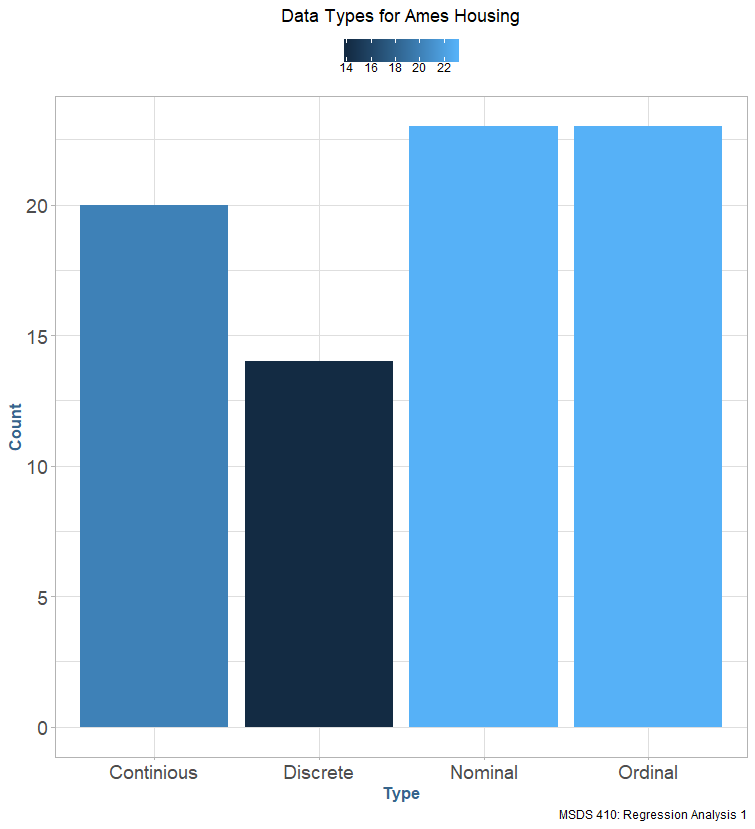 Data Types for Ames Housing
14 16 18 20 22
20
15
10
5
0
Count
Continious Discrete Nominal Ordinal
Type
MSDS 410: Regression Analysis 1